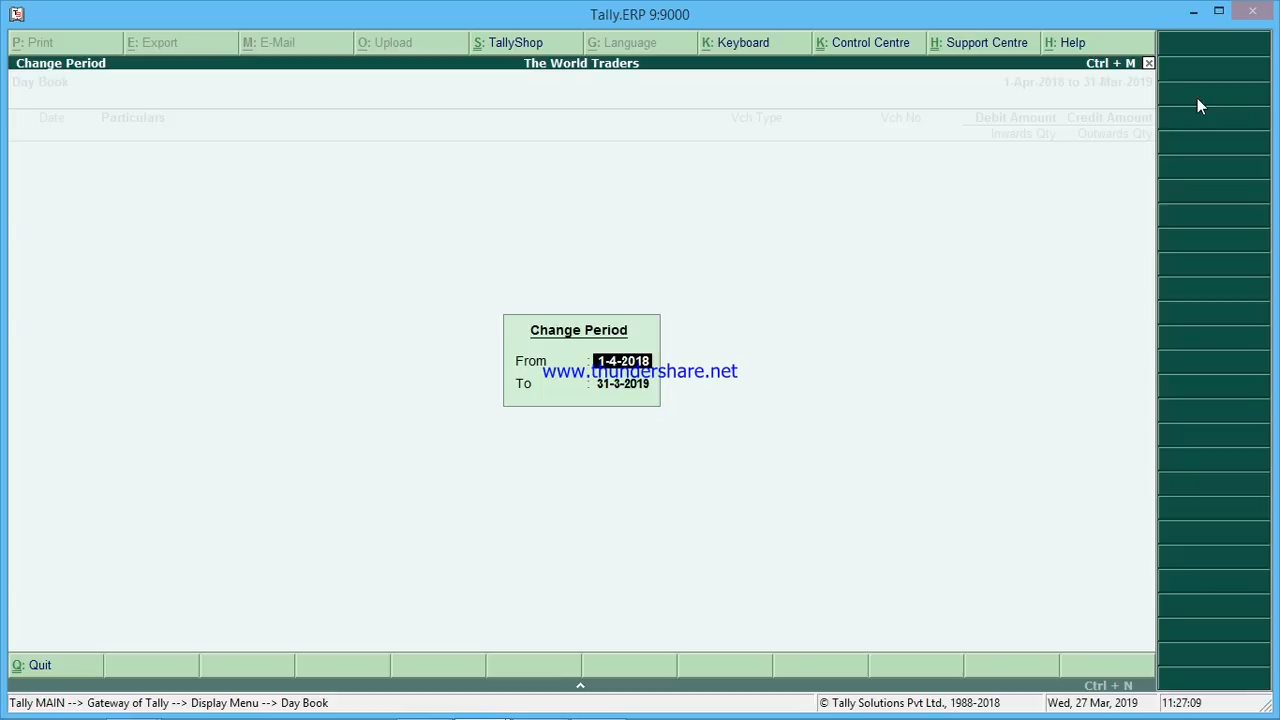 Tally.ERP 9:9000
P: Print E: Export M: E-Mail O: Upload S: TallyShop G: Language K: Keyboard K: Control Centre H: Support Centre H: Help
Change Period The World Traders Ctrl + M
Day Book 1-Apr-2018 to 31-Mar-2019
Date Particulars Vch Type Vch No. Debit Amount Credit Amount
Inwards Qty Outwards Qty
Change Period
From : 1-4-2018
www.thundershare.net
To : 31-3-2019
Q: Quit
Ctrl + N
Tally MAIN --> Gateway of Tally --> Display Menu --> Day Book © Tally Solutions Pvt Ltd., 1988-2018 Wed, 27 Mar, 2019 11:27:09